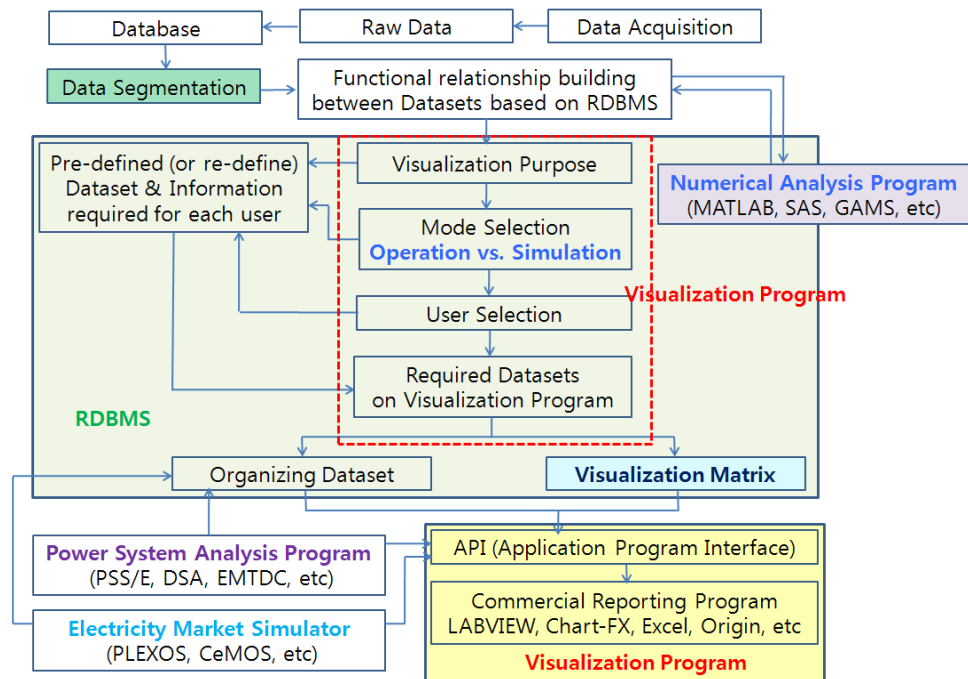 Database
Raw Data
Data Acquisition
Data Segmentation
Functional relationship building
between Datasets based on RDBMS
Pre-defined (or re-define)
Dataset & Information
required for each user
Visualization Purpose
Numerical Analysis Program
(MATLAB, SAS, GAMS, etc)
Mode Selection
Operation vs. Simulation
Visualization Program
User Selection
Required Datasets
on Visualization Program
RDBMS
Organizing Dataset
Visualization Matrix
Power System Analysis Program
(PSS/E, DSA, EMTDC, etc)
API (Application Program Interface)
Electricity Market Simulator
(PLEXOS, CeMOS, etc)
Commercial Reporting Program
LABVIEW, Chart-FX, Excel, Origin, etc
Visualization Program